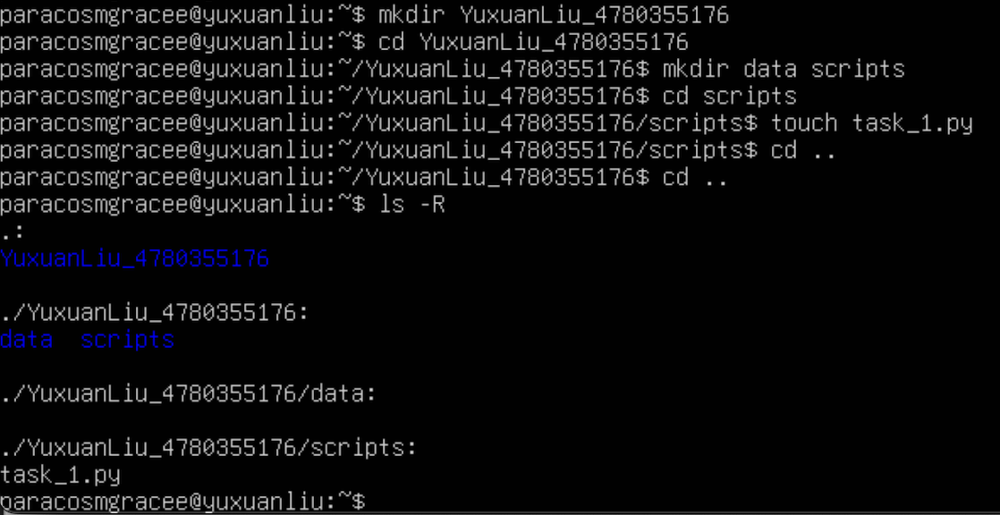 paracosmgracee@yuxuanliu:~$ mkdir YuxuanLiu_4780355176
paracosmgracee@yuxuanliu:~$ cd YuxuanLiu_4780355176
paracosmgracee@yuxuanliu:~/YuxuanLiu_4780355176$ mkdir data scripts
paracosmgracee@yuxuanliu:~/YuxuanLiu_4780355176$ cd scripts
paracosmgracee@yuxuanliu:~/YuxuanLiu_4780355176/scripts$ touch task_1.py
paracosmgracee@yuxuanliu:~/YuxuanLiu_4780355176/scripts$ cd ..
paracosmgracee@yuxuanliu:~/YuxuanLiu_4780355176$ cd ..
paracosmgracee@yuxuanliu:~$ ls -R
.:
YuxuanLiu_4780355176
./YuxuanLiu_4780355176:
data  scripts
./YuxuanLiu_4780355176/data:
./YuxuanLiu_4780355176/scripts:
task_1.py
paracosmgracee@yuxuanliu:~$